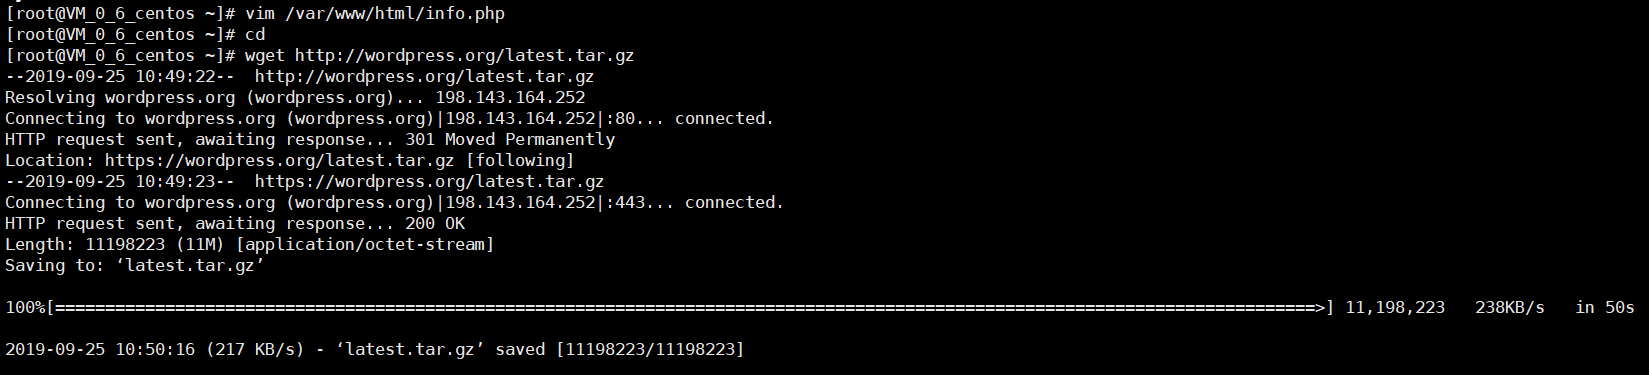 [root@VM_0_6_centos ~]# vim /var/www/html/info.php
[root@VM_0_6_centos ~]# cd
[root@VM_0_6_centos ~]# wget http://wordpress.org/latest.tar.gz
--2019-09-25 10:49:22--  http://wordpress.org/latest.tar.gz
Resolving wordpress.org (wordpress.org)... 198.143.164.252
Connecting to wordpress.org (wordpress.org)|198.143.164.252|:80... connected.
HTTP request sent, awaiting response... 301 Moved Permanently
Location: https://wordpress.org/latest.tar.gz [following]
--2019-09-25 10:49:23--  https://wordpress.org/latest.tar.gz
Connecting to wordpress.org (wordpress.org)|198.143.164.252|:443... connected.
HTTP request sent, awaiting response... 200 OK
Length: 11198223 (11M) [application/octet-stream]
Saving to: ‘latest.tar.gz’
100%[==============================================================================================================================>] 11,198,223   238KB/s   in 50s
2019-09-25 10:50:16 (217 KB/s) - ‘latest.tar.gz’ saved [11198223/11198223]